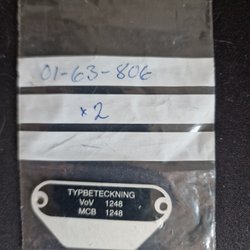 01-63-806
x2
TYPBETECKNING
VoV 1248
MCB 1248